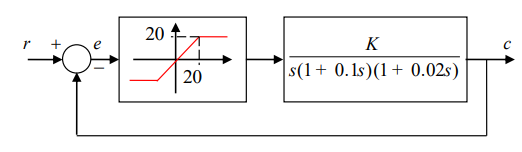 r + e − 20 20 K c
s(1 + 0.1s)(1 + 0.02s)